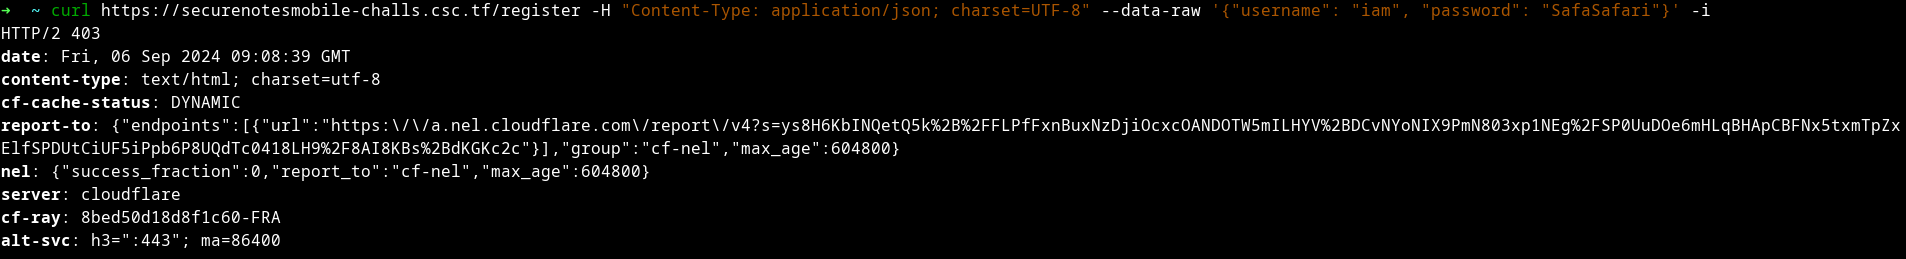 ➜  ~ curl https://securenotesmobile-challs.csc.tf/register -H "Content-Type: application/json; charset=UTF-8" --data-raw '{"username": "iam", "password": "SafaSafari"}' -i
HTTP/2 403
date: Fri, 06 Sep 2024 09:08:39 GMT
content-type: text/html; charset=utf-8
cf-cache-status: DYNAMIC
report-to: {"endpoints":[{"url":"https:\/\/a.nel.cloudflare.com\/report\/v4?s=ys8H6KbINQetQ5k%2B%2FFLPfFxnBuxNzDjiOcxcOANDOTW5mILHYV%2BDCvNYoNIX9PmN803xp1NEg%2FSP0UuDOe6mHLqBHApCBFNx5txmTpZx
ElfSPDUtCiUF5iPpb6P8UQdTc0418LH9%2F8AI8KBs%2BdKGKc2c"}],"group":"cf-nel","max_age":604800}
nel: {"success_fraction":0,"report_to":"cf-nel","max_age":604800}
server: cloudflare
cf-ray: 8bed50d18d8f1c60-FRA
alt-svc: h3=":443"; ma=86400